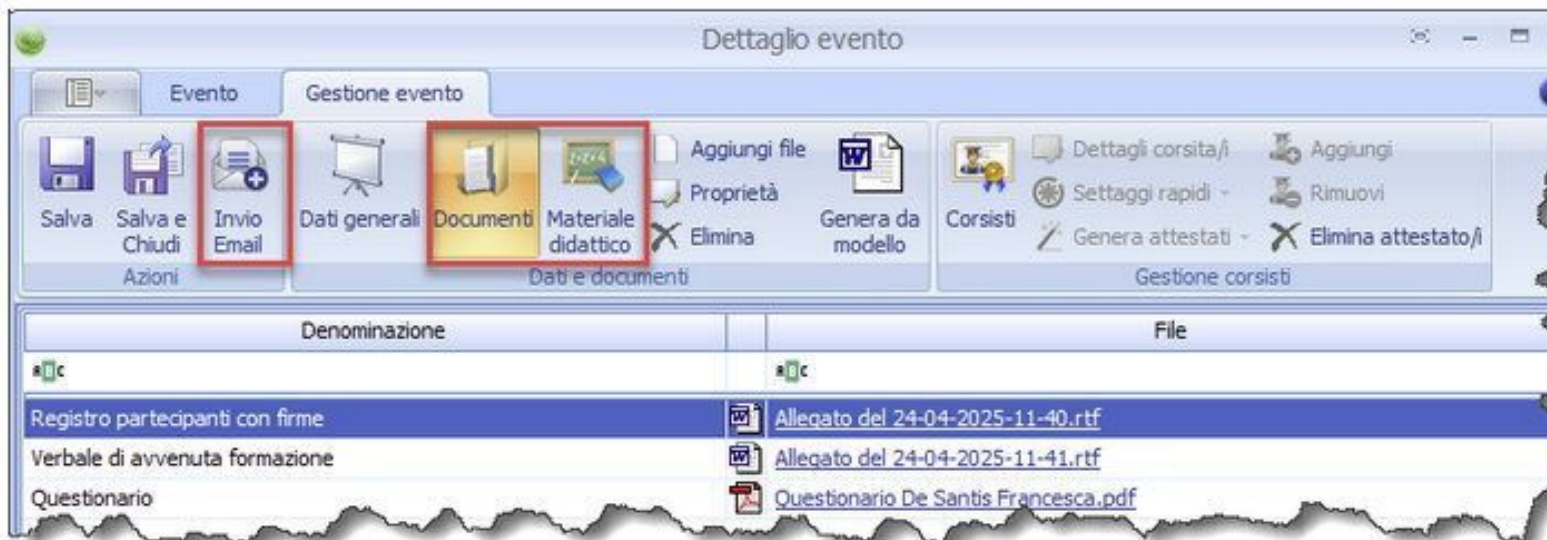 Dettaglio evento
Evento
Gestione evento
Salva
Salva e
Chiudi
Invio
Email
Azioni
Dati generali
Documenti
Materiale
didattico
Aggiungi file
Proprietà
Elimina
Genera da
modello
Dati e documenti
Corsisti
Dettagli corsita/i
Settaggi rapidi
Genera attestati
Aggiungi
Rimuovi
Elimina attestato/i
Gestione corsisti
Denominazione
File
Registro partecipanti con firme
Allegato del 24-04-2025-11-40.rtf
Verbale di avvenuta formazione
Allegato del 24-04-2025-11-41.rtf
Questionario
Questionario De Santis Francesca.pdf